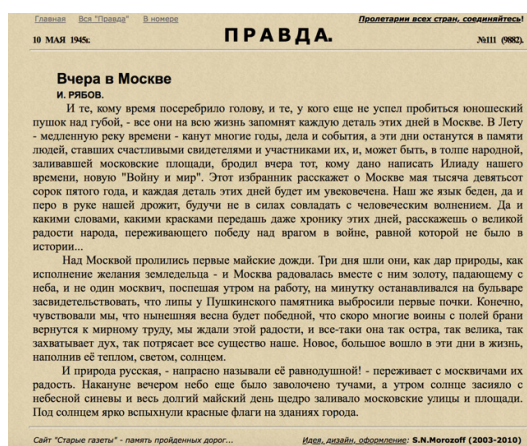 Главная Вся "Правда" В номере
Пролетарии всех стран, соединяйтесь!
10 МАЯ 1945г.
ПРАВДА.
№111 (9882).
Вчера в Москве
И. РЯБОВ.
И те, кому время посеребрило голову, и те, у кого еще не успел пробиться юношеский
пушок над губой, - все они на всю жизнь запомнят каждую деталь этих дней в Москве. В Лету
- медленную реку времени - канут многие годы, дела и события, а эти дни останутся в памяти
людей, ставших счастливыми свидетелями и участниками их, и, может быть, в толпе народной,
заливавшей московские площади, бродил вчера тот, кому дано написать Илиаду нашего
времени, новую "Войну и мир". Этот избранник расскажет о Москве мая тысяча девятьсот
сорок пятого года, и каждая деталь этих дней будет им увековечена. Наш же язык беден, да и
перо в руке нашей дрожит, будучи не в силах совладать с человеческим волнением. Да и
какими словами, какими красками передашь даже хронику этих дней, расскажешь о великой
радости народа, переживающего победу над врагом в войне, равной которой не было в
истории...
Над Москвой пролились первые майские дожди. Три дня шли они, как дар природы, как
исполнение желания земледельца - и Москва радовалась вместе с ним золоту, падающему с
неба, и не один москвич, поспешая утром на работу, на минутку останавливался на бульваре
засвидетельствовать, что липы у Пушкинского памятника выбросили первые почки. Конечно,
чувствовали мы, что нынешняя весна будет победной, что скоро многие воины с полей брани
вернутся к мирному труду, мы ждали этой радости, и все-таки она так остра, так велика, так
захватывает дух, так потрясает все существо наше. Новое, большое вошло в эти дни в жизнь,
наполнив её теплом, светом, солнцем.
И природа русская, - напрасно называли её равнодушной! - переживает с москвичами их
радость. Накануне вечером небо еще было заволочено тучами, а утром солнце засияло с
небесной синевы и весь долгий майский день щедро заливало московские улицы и площади.
Под солнцем ярко вспыхнули красные флаги на зданиях города.
Сайт "Старые газеты" - память пройденных дорог...
Идея, дизайн, оформление: S.N.Morozoff (2003-2010)